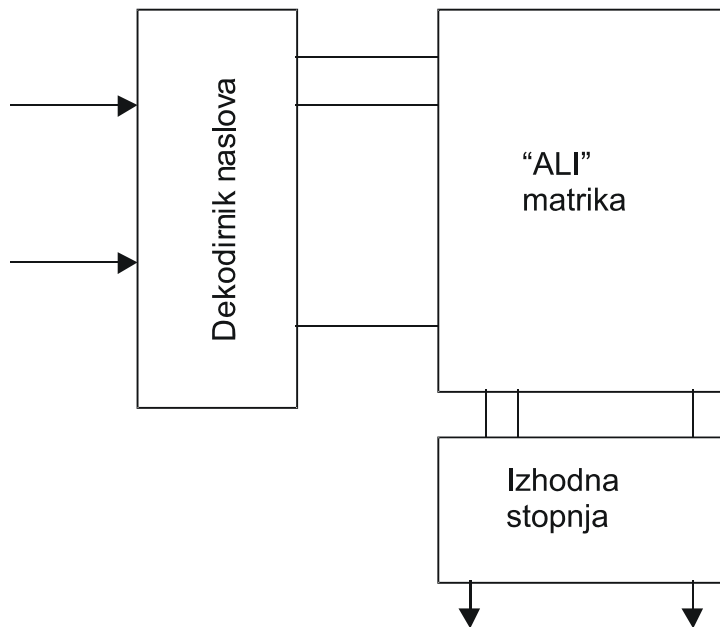 Dekodirnik naslova
“ALI”
matrika
Izhodna
stopnja